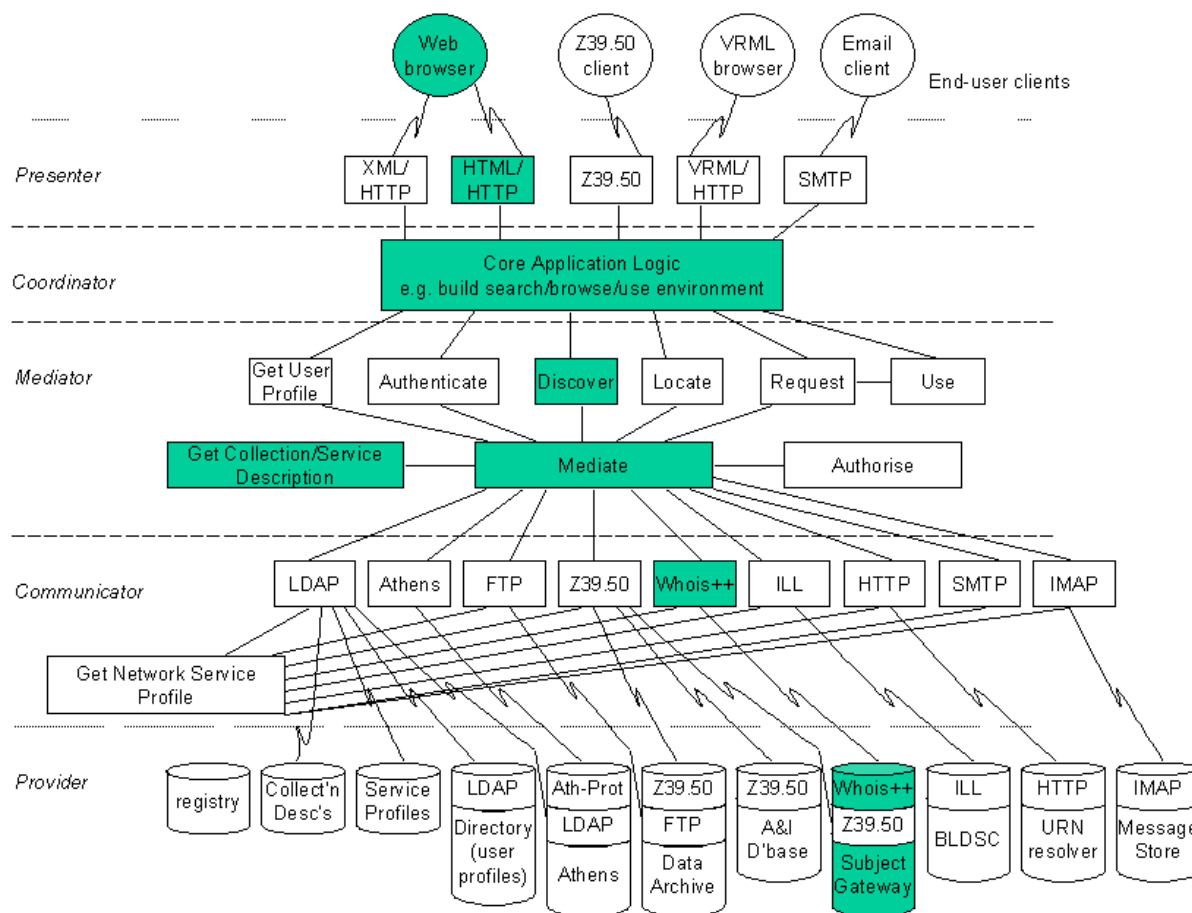 Web
browser
Z39.50
client
VRML
browser
Email
client
End-user clients
Presenter
XML/
HTTP
HTML/
HTTP
Z39.50
VRML/
HTTP
SMTP
Coordinator
Core Application Logic
e.g. build search/browse/use environment
Mediator
Get User
Profile
Authenticate
Discover
Locate
Request
Use
Get Collection/Service
Description
Mediate
Authorise
Communicator
LDAP
Athens
FTP
Z39.50
Whois++
ILL
HTTP
SMTP
IMAP
Get Network Service
Profile
Provider
registry
Collect'n
Desc's
Service
Profiles
LDAP
Directory
(user
profiles)
Ath-Prot
LDAP
Athens
Z39.50
FTP
Data
Archive
Z39.50
A&I
D'base
Whois++
Z39.50
Subject
Gateway
ILL
BLDSC
HTTP
URN
resolver
IMAP
Message
Store